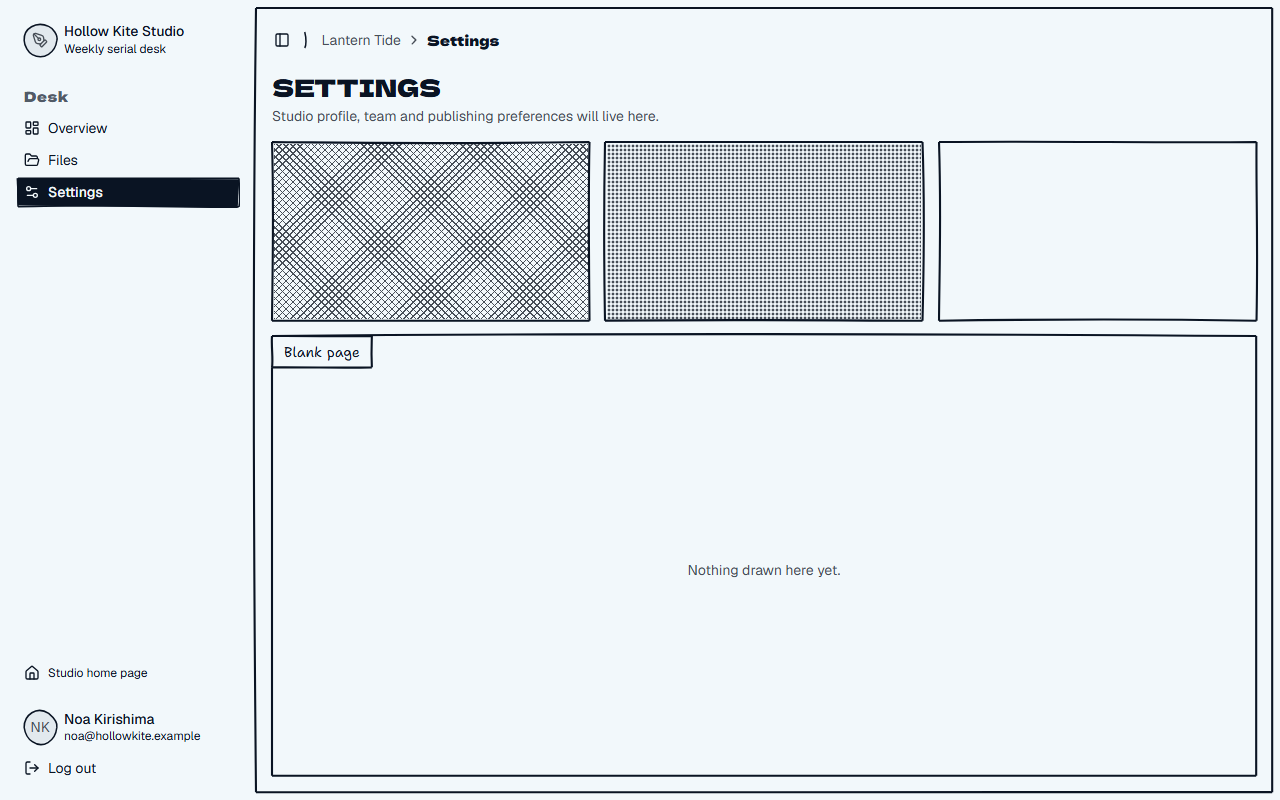 Hollow Kite Studio
Weekly serial desk
Desk
Overview
Files
Settings
Studio home page
NK
Noa Kirishima
noa@hollowkite.example
Log out
Lantern Tide
Settings
SETTINGS
Studio profile, team and publishing preferences will live here.
Blank page
Nothing drawn here yet.